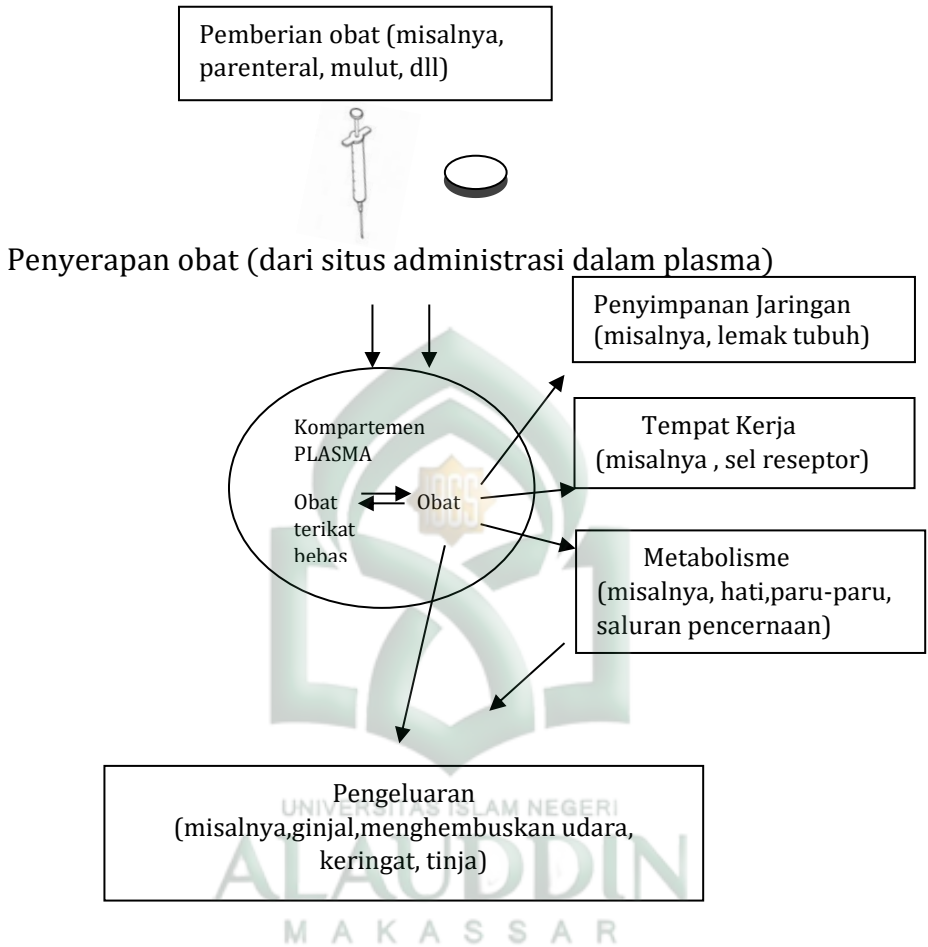 Pemberian obat (misalnya,
parenteral, mulut, dll)
Penyerapan obat (dari situs administrasi dalam plasma)
Penyimpanan Jaringan
(misalnya, lemak tubuh)
Kompartemen
PLASMA
Tempat Kerja
(misalnya , sel reseptor)
Obat Obat
terikat
bebas
Metabolisme
(misalnya, hati,paru-paru,
saluran pencernaan)
Pengeluaran
(misalnya,ginjal,menghembuskan udara,
keringat, tinja)
UNIVERSITAS ISLAM NEGERI
ALAUDDIN
MAKASSAR
1965